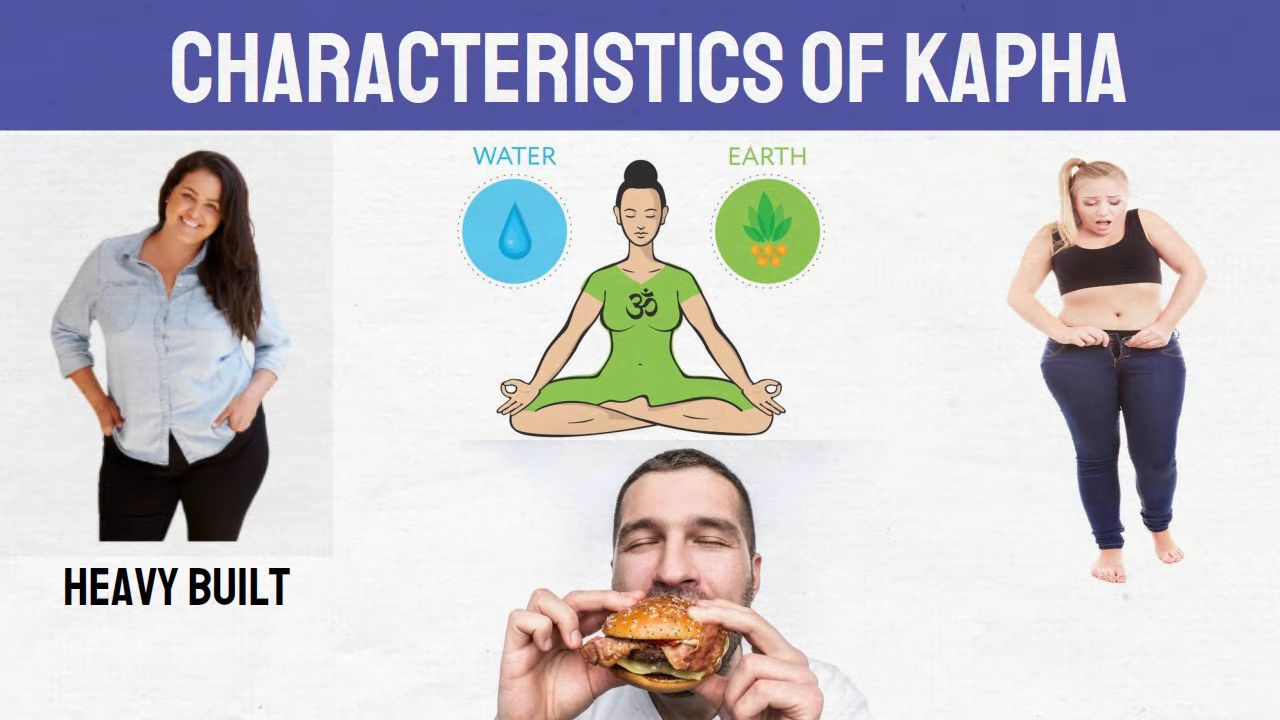 CHARACTERISTICS OF KAPHA
WATER
EARTH
ॐ
HEAVY BUILT